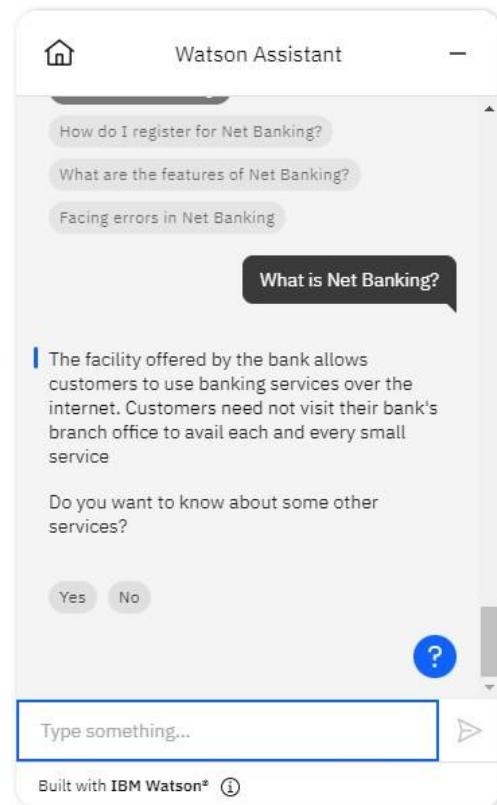 Watson Assistant
How do I register for Net Banking?
What are the features of Net Banking?
Facing errors in Net Banking
What is Net Banking?
The facility offered by the bank allows
customers to use banking services over the
internet. Customers need not visit their bank's
branch office to avail each and every small
service
Do you want to know about some other
services?
Yes No
?
Type something...
Built with IBM Watson®